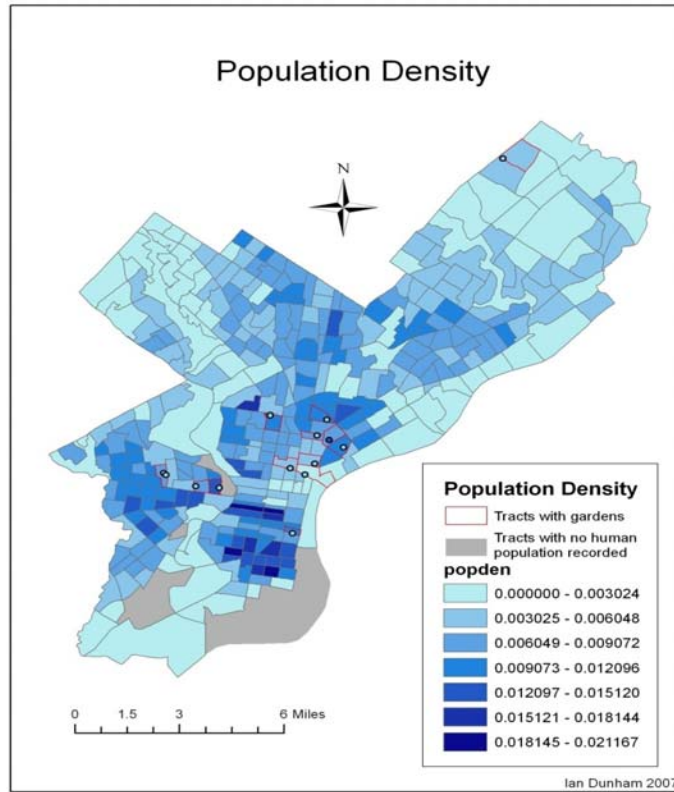 Population Density
N
Population Density
Tracts with gardens
Tracts with no human
population recorded
popden
0.000000 - 0.003024
0.003025 - 0.006048
0.006049 - 0.009072
0.009073 - 0.012096
0.012097 - 0.015120
0.015121 - 0.018144
0.018145 - 0.021167
0 1.5 3 6 Miles
Ian Dunham 2007